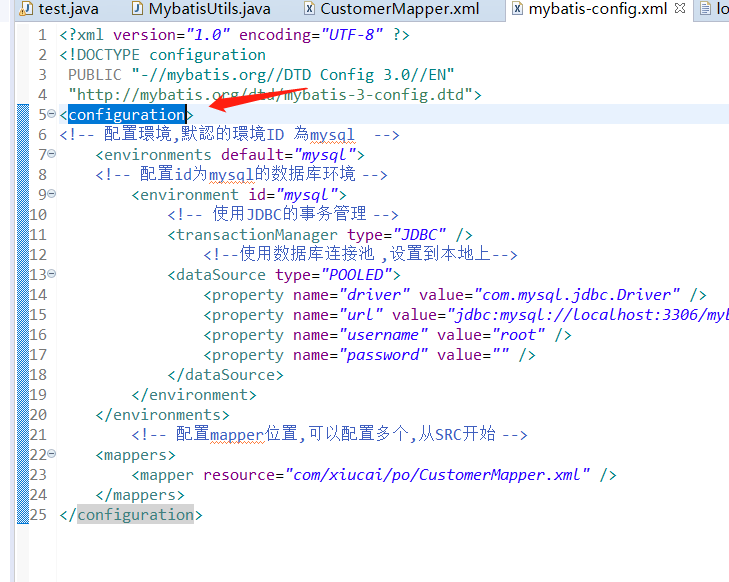 test.java MybatisUtils.java CustomerMapper.xml mybatis-config.xml
1 <?xml version="1.0" encoding="UTF-8" ?>
2 <!DOCTYPE configuration
3 PUBLIC "-//mybatis.org//DTD Config 3.0//EN"
4 "http://mybatis.org/dtd/mybatis-3-config.dtd">
5 <configuration>
6 <!-- 配置環境,默認的環境ID 為mysql -->
7 <environments default="mysql">
8 <!-- 配置id为mysql的数据库环境 -->
9 <environment id="mysql">
10 <!-- 使用JDBC的事务管理 -->
11 <transactionManager type="JDBC" />
12 <!--使用数据库连接池 ,设置到本地上-->
13 <dataSource type="POOLED">
14 <property name="driver" value="com.mysql.jdbc.Driver" />
15 <property name="url" value="jdbc:mysql://localhost:3306/myb
16 <property name="username" value="root" />
17 <property name="password" value="" />
18 </dataSource>
19 </environment>
20 </environments>
21 <!-- 配置mapper位置,可以配置多个,从SRC开始 -->
22 <mappers>
23 <mapper resource="com/xiucai/po/CustomerMapper.xml" />
24 </mappers>
25 </configuration>